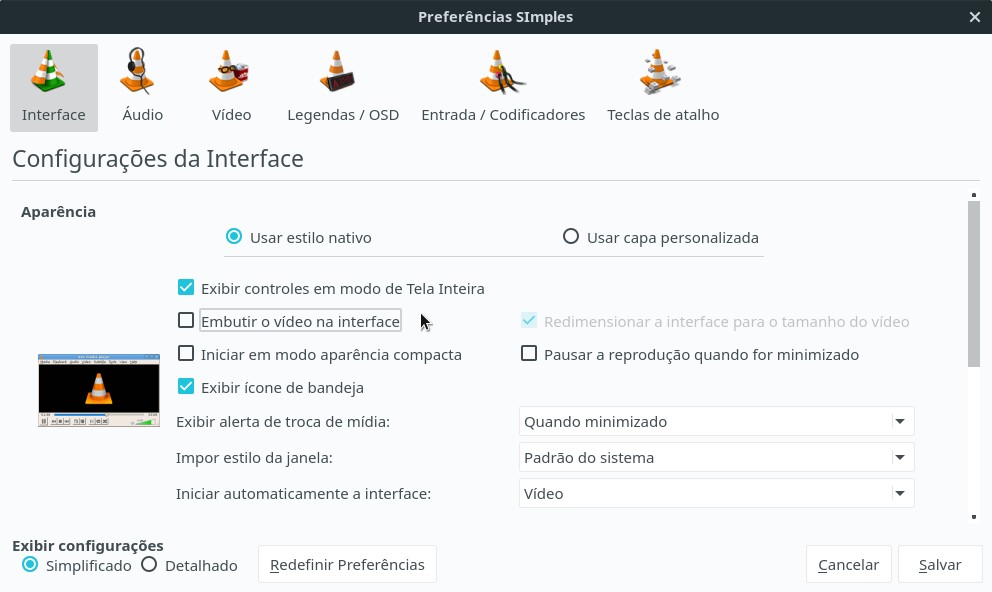 Preferências SImples
Interface
Áudio
Vídeo
Legendas / OSD
Entrada / Codificadores
Teclas de atalho
Configurações da Interface
Aparência
Usar estilo nativo
Usar capa personalizada
Exibir controles em modo de Tela Inteira
Embutir o vídeo na interface
Redimensionar a interface para o tamanho do vídeo
Iniciar em modo aparência compacta
Pausar a reprodução quando for minimizado
Exibir ícone de bandeja
Exibir alerta de troca de mídia:
Quando minimizado
Impor estilo da janela:
Padrão do sistema
Iniciar automaticamente a interface:
Vídeo
Exibir configurações
Simplificado
Detalhado
Redefinir Preferências
Cancelar
Salvar